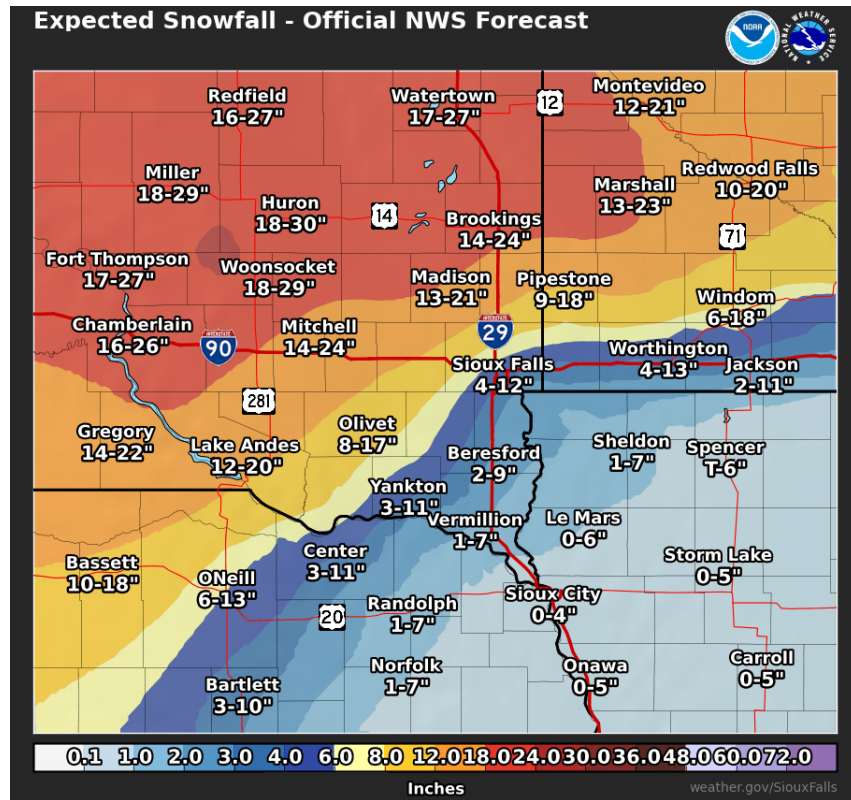 Expected Snowfall - Official NWS Forecast
NOAA
NATIONAL WEATHER SERVICE
Redfield
16-27"
Watertown
17-27"
12
Montevideo
12-21"
Miller
18-29"
Huron
18-30"
14
Brookings
14-24"
Marshall
13-23"
Redwood Falls
10-20"
71
Fort Thompson
17-27"
Woonsocket
18-29"
Madison
13-21"
Pipestone
9-18"
Windom
6-18"
Chamberlain
16-26"
INTERSTATE
90
Mitchell
14-24"
INTERSTATE
29
Sioux Falls
4-12"
Worthington
4-13"
Jackson
2-11"
281
Gregory
14-22"
Lake Andes
12-20"
Olivet
8-17"
Beresford
2-9"
Sheldon
1-7"
Spencer
T-6"
Yankton
3-11"
Vermillion
1-7"
Le Mars
0-6"
Storm Lake
0-5"
Bassett
10-18"
ONeill
6-13"
Center
3-11"
20
Randolph
1-7"
Sioux City
0-4"
Bartlett
3-10"
Norfolk
1-7"
Onawa
0-5"
Carroll
0-5"
0.1 1.0 2.0 3.0 4.0 6.0 8.0 12.0 18.0 24.0 30.0 36.0 48.0 60.0 72.0
Inches
weather.gov/SiouxFalls